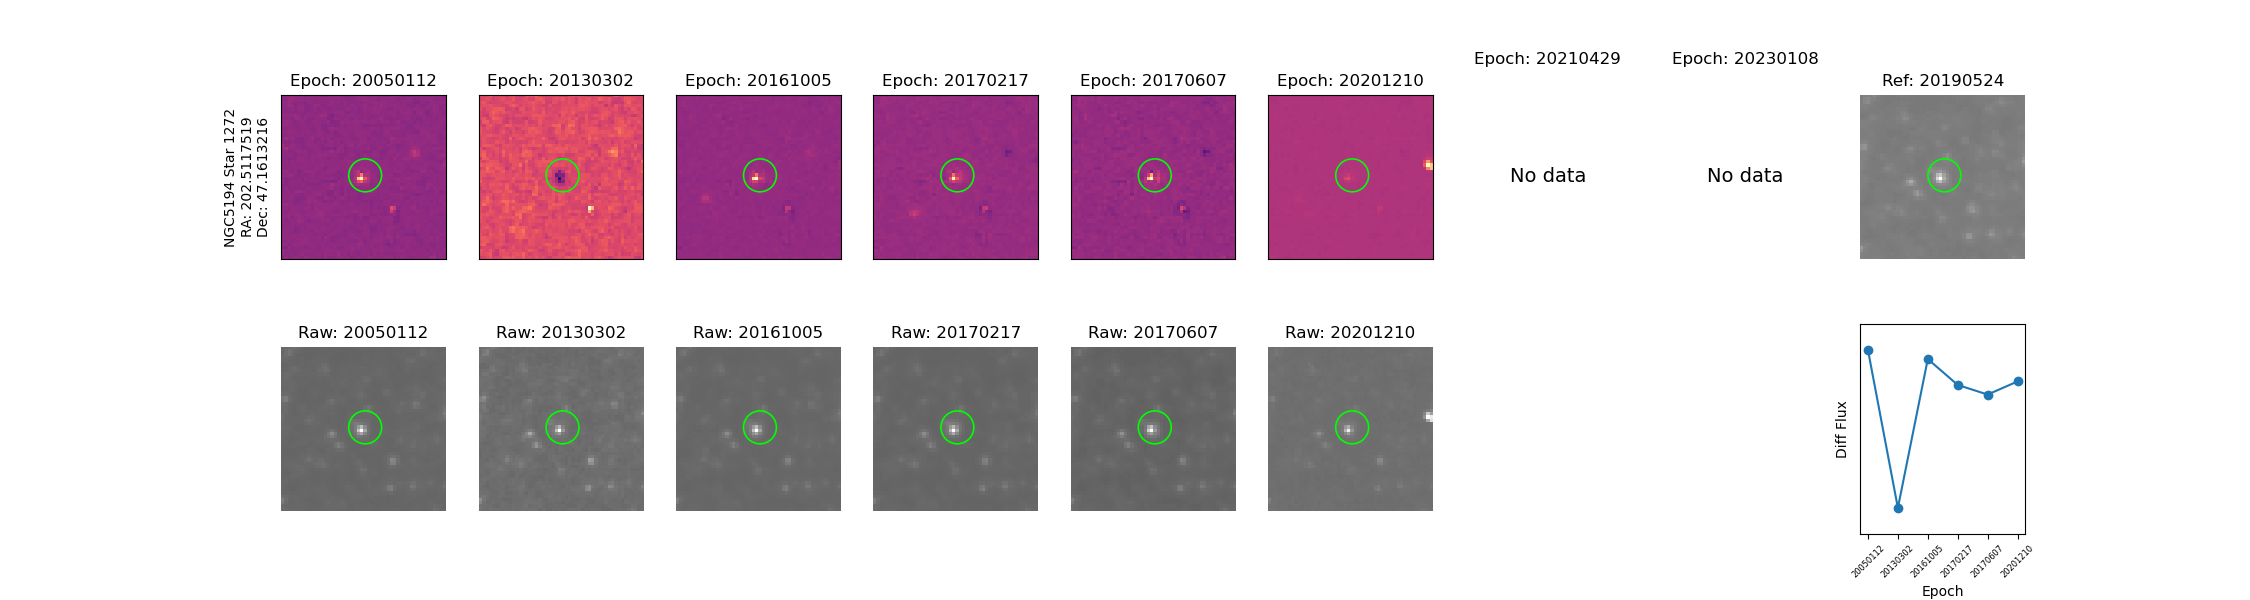 Epoch: 20050112
Epoch: 20130302
Epoch: 20161005
Epoch: 20170217
Epoch: 20170607
Epoch: 20201210
Epoch: 20210429
Epoch: 20230108
Ref: 20190524
NGC5194 Star 1272
RA: 202.5117519
Dec: 47.1613216
No data
No data
Raw: 20050112
Raw: 20130302
Raw: 20161005
Raw: 20170217
Raw: 20170607
Raw: 20201210
Diff Flux
20050112
20130302
20161005
20170217
20170607
20201210
Epoch